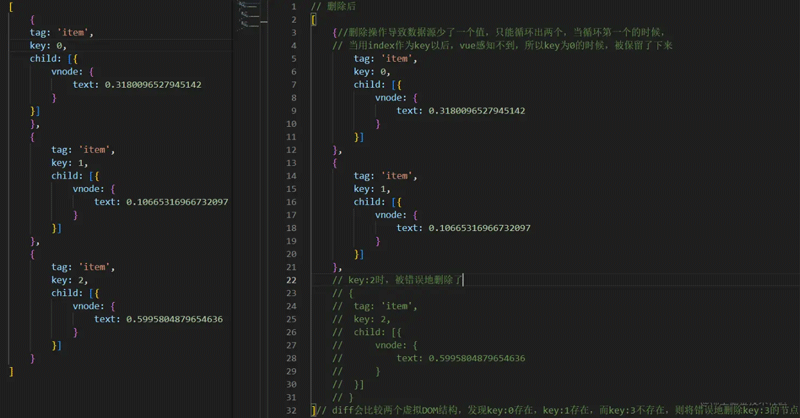 [
{
tag: 'item',
key: 0,
child: [{
vnode: {
text: 0.3180096527945142
}
}]
},
{
tag: 'item',
key: 1,
child: [{
vnode: {
text: 0.10665316966732097
}
}]
},
{
tag: 'item',
key: 2,
child: [{
vnode: {
text: 0.5995804879654636
}
}]
}
]
1 // 删除后
2 [
3 {//删除操作导致数据源少了一个值，只能循环出两个，当循环第一个的时候，
4 // 当用index作为key以后，vue感知不到，所以key为0的时候，被保留了下来
5 tag: 'item',
6 key: 0,
7 child: [{
8 vnode: {
9 text: 0.3180096527945142
10 }
11 }]
12 },
13 {
14 tag: 'item',
15 key: 1,
16 child: [{
17 vnode: {
18 text: 0.10665316966732097
19 }
20 }]
21 },
22 // key:2时，被错误地删除了
23 // {
24 // tag: 'item',
25 // key: 2,
26 // child: [{
27 // vnode: {
28 // text: 0.5995804879654636
29 // }
30 // }]
31 // }
32 ]// diff会比较两个虚拟DOM结构，发现key:0存在，key:1存在，而key:3不存在，则将错误地删除key:3的节点